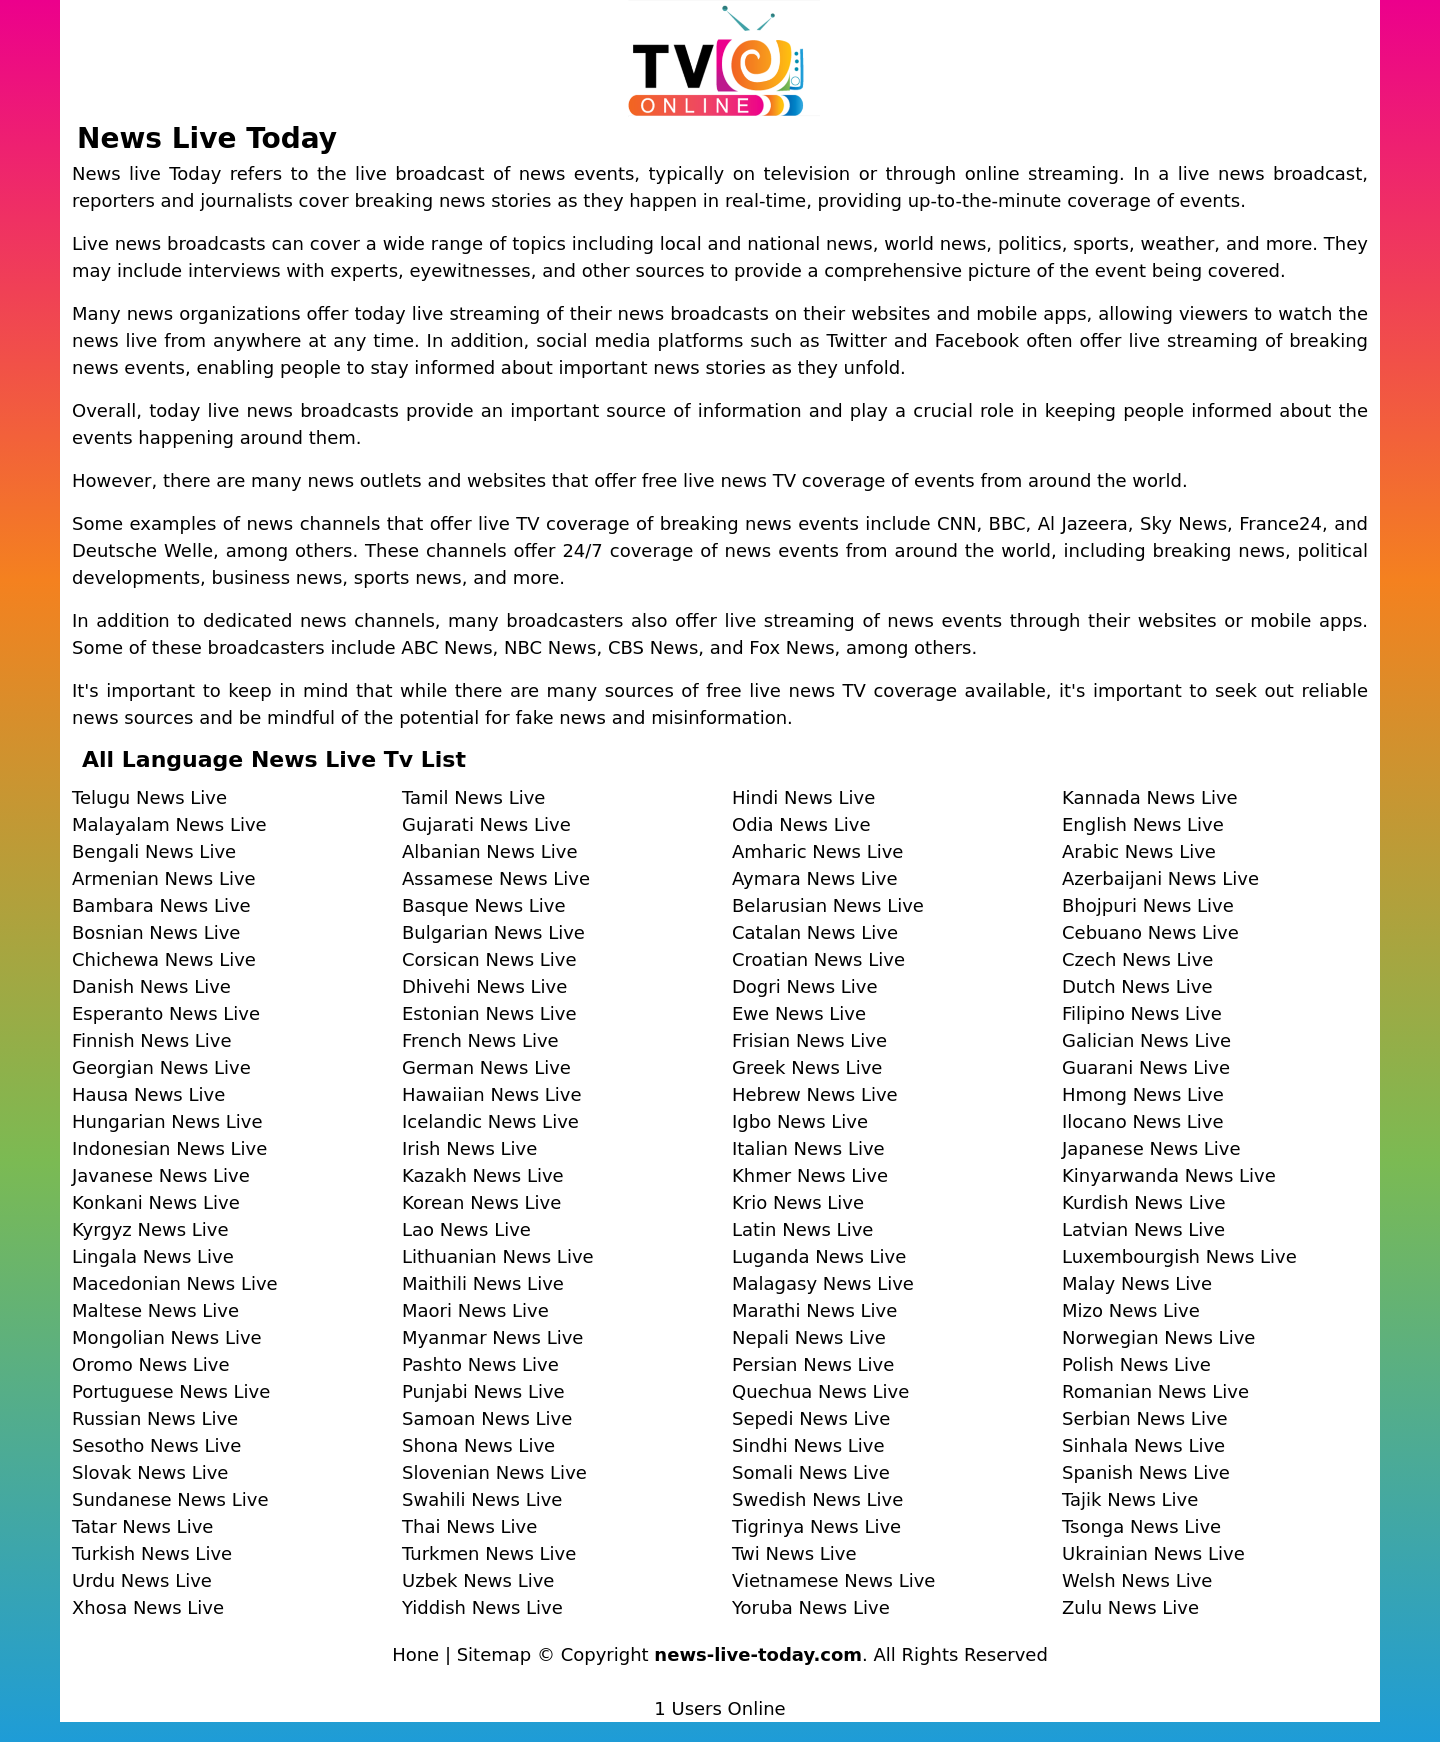 TV
ONLINE
News Live Today
News live Today refers to the live broadcast of news events, typically on television or through online streaming. In a live news broadcast,
reporters and journalists cover breaking news stories as they happen in real-time, providing up-to-the-minute coverage of events.
Live news broadcasts can cover a wide range of topics including local and national news, world news, politics, sports, weather, and more. They
may include interviews with experts, eyewitnesses, and other sources to provide a comprehensive picture of the event being covered.
Many news organizations offer today live streaming of their news broadcasts on their websites and mobile apps, allowing viewers to watch the
news live from anywhere at any time. In addition, social media platforms such as Twitter and Facebook often offer live streaming of breaking
news events, enabling people to stay informed about important news stories as they unfold.
Overall, today live news broadcasts provide an important source of information and play a crucial role in keeping people informed about the
events happening around them.
However, there are many news outlets and websites that offer free live news TV coverage of events from around the world.
Some examples of news channels that offer live TV coverage of breaking news events include CNN, BBC, Al Jazeera, Sky News, France24, and
Deutsche Welle, among others. These channels offer 24/7 coverage of news events from around the world, including breaking news, political
developments, business news, sports news, and more.
In addition to dedicated news channels, many broadcasters also offer live streaming of news events through their websites or mobile apps.
Some of these broadcasters include ABC News, NBC News, CBS News, and Fox News, among others.
It's important to keep in mind that while there are many sources of free live news TV coverage available, it's important to seek out reliable
news sources and be mindful of the potential for fake news and misinformation.
All Language News Live Tv List
Telugu News Live Tamil News Live Hindi News Live Kannada News Live
Malayalam News Live Gujarati News Live Odia News Live English News Live
Bengali News Live Albanian News Live Amharic News Live Arabic News Live
Armenian News Live Assamese News Live Aymara News Live Azerbaijani News Live
Bambara News Live Basque News Live Belarusian News Live Bhojpuri News Live
Bosnian News Live Bulgarian News Live Catalan News Live Cebuano News Live
Chichewa News Live Corsican News Live Croatian News Live Czech News Live
Danish News Live Dhivehi News Live Dogri News Live Dutch News Live
Esperanto News Live Estonian News Live Ewe News Live Filipino News Live
Finnish News Live French News Live Frisian News Live Galician News Live
Georgian News Live German News Live Greek News Live Guarani News Live
Hausa News Live Hawaiian News Live Hebrew News Live Hmong News Live
Hungarian News Live Icelandic News Live Igbo News Live Ilocano News Live
Indonesian News Live Irish News Live Italian News Live Japanese News Live
Javanese News Live Kazakh News Live Khmer News Live Kinyarwanda News Live
Konkani News Live Korean News Live Krio News Live Kurdish News Live
Kyrgyz News Live Lao News Live Latin News Live Latvian News Live
Lingala News Live Lithuanian News Live Luganda News Live Luxembourgish News Live
Macedonian News Live Maithili News Live Malagasy News Live Malay News Live
Maltese News Live Maori News Live Marathi News Live Mizo News Live
Mongolian News Live Myanmar News Live Nepali News Live Norwegian News Live
Oromo News Live Pashto News Live Persian News Live Polish News Live
Portuguese News Live Punjabi News Live Quechua News Live Romanian News Live
Russian News Live Samoan News Live Sepedi News Live Serbian News Live
Sesotho News Live Shona News Live Sindhi News Live Sinhala News Live
Slovak News Live Slovenian News Live Somali News Live Spanish News Live
Sundanese News Live Swahili News Live Swedish News Live Tajik News Live
Tatar News Live Thai News Live Tigrinya News Live Tsonga News Live
Turkish News Live Turkmen News Live Twi News Live Ukrainian News Live
Urdu News Live Uzbek News Live Vietnamese News Live Welsh News Live
Xhosa News Live Yiddish News Live Yoruba News Live Zulu News Live
Hone | Sitemap © Copyright news-live-today.com. All Rights Reserved
1 Users Online